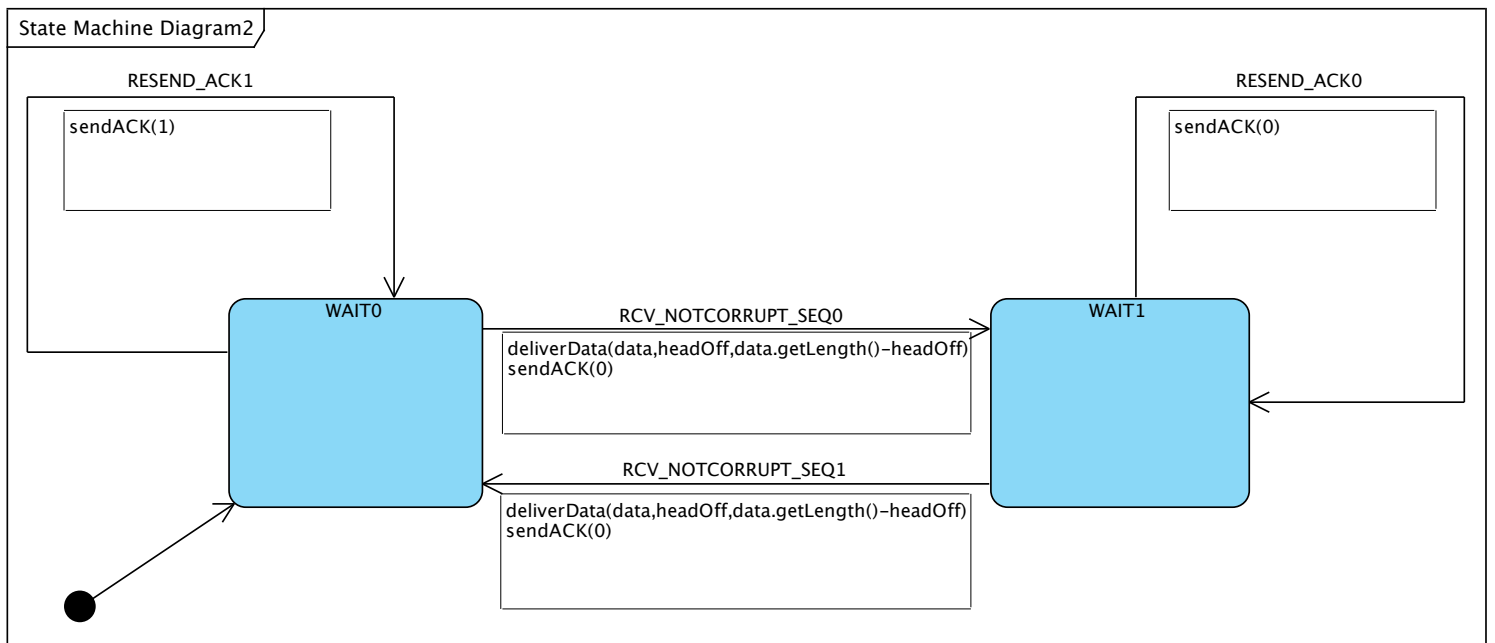 State Machine Diagram2
RESEND_ACK1
sendACK(1)
RESEND_ACK0
sendACK(0)
WAIT0
WAIT1
RCV_NOTCORRUPT_SEQ0
deliverData(data,headOff,data.getLength()-headOff)
sendACK(0)
RCV_NOTCORRUPT_SEQ1
deliverData(data,headOff,data.getLength()-headOff)
sendACK(0)